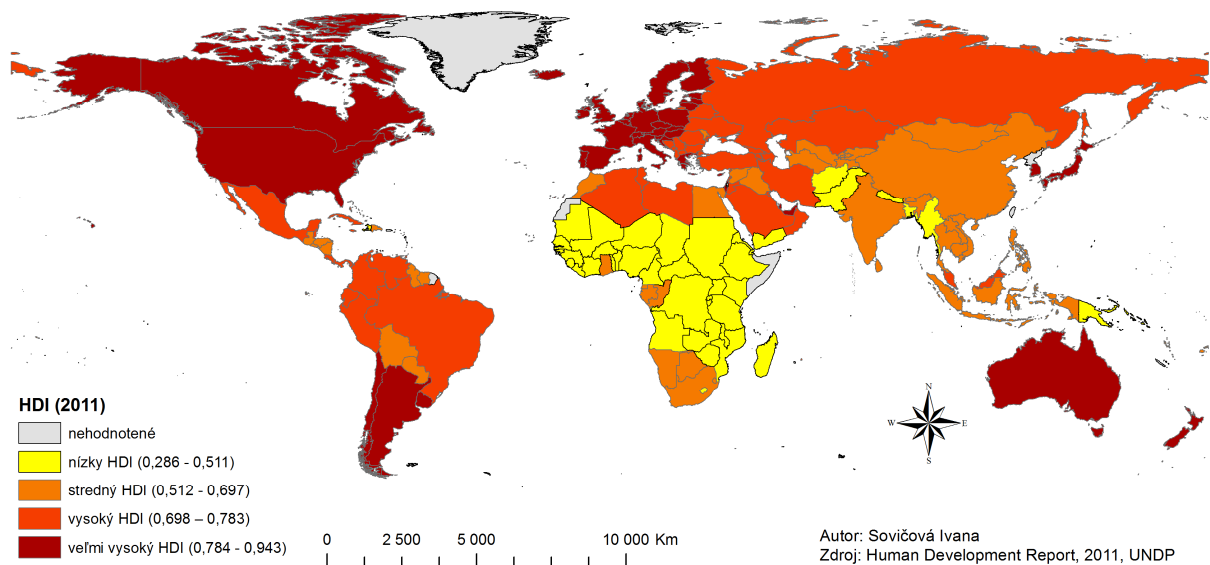 N
W
E
S
HDI (2011)
nehodnotené
nízky HDI (0,286 - 0,511)
stredný HDI (0,512 - 0,697)
vysoký HDI (0,698 – 0,783)
veľmi vysoký HDI (0,784 - 0,943)
0 2 500 5 000 10 000 Km
Autor: Sovičová Ivana
Zdroj: Human Development Report, 2011, UNDP